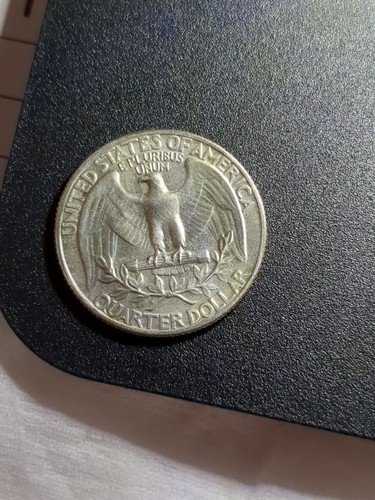 UNITED STATES OF AMERICA
E PLURIBUS
UNUM
QUARTER DOLLAR